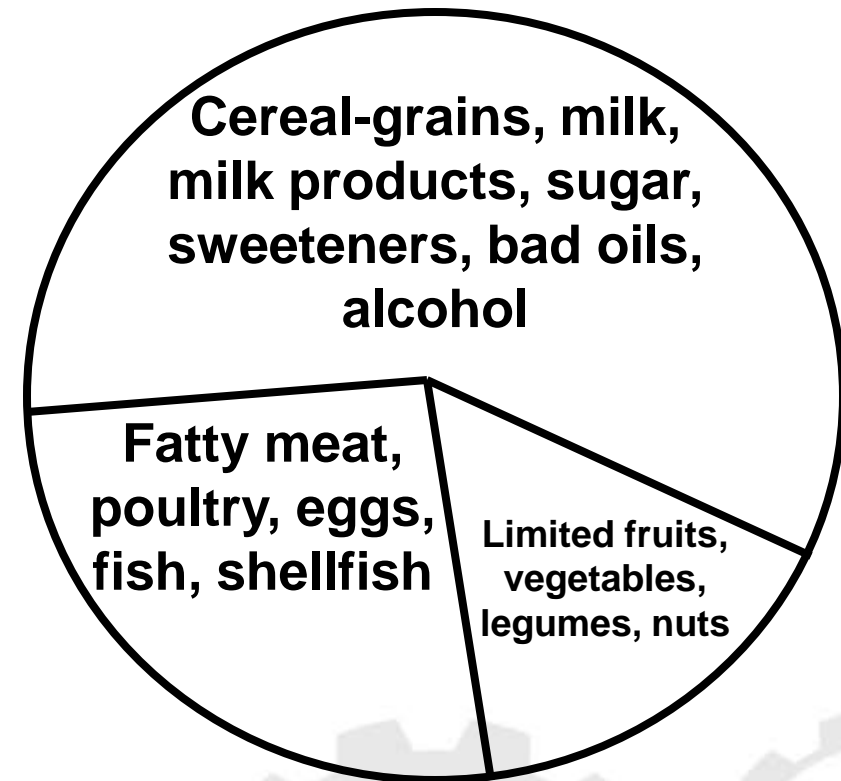 Cereal-grains, milk,
milk products, sugar,
sweeteners, bad oils,
alcohol
Fatty meat,
poultry, eggs,
fish, shellfish
Limited fruits,
vegetables,
legumes, nuts